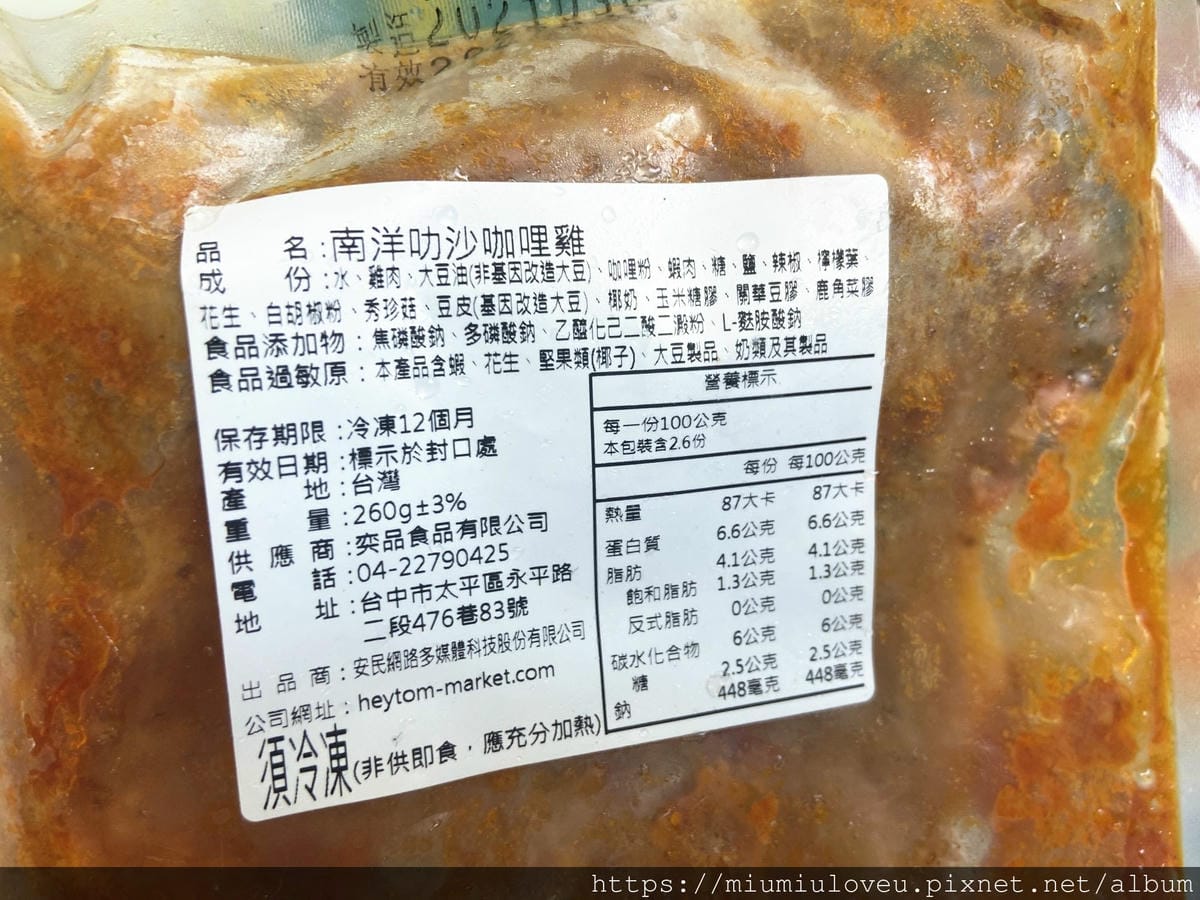 製造2021
有效2
品名:南洋叻沙咖哩雞
成份:水、雞肉、大豆油(非基因改造大豆)、咖哩粉、蝦肉、糖、鹽、辣椒、檸檬葉、
花生、白胡椒粉、秀珍菇、豆皮(基因改造大豆)、椰奶、玉米糖膠、關華豆膠、鹿角菜膠
食品添加物:焦磷酸鈉、多磷酸鈉、乙醯化己二酸二澱粉、L-麩胺酸鈉
食品過敏原:本產品含蝦、花生、堅果類(椰子)、大豆製品、奶類及其製品
保存期限:冷凍12個月
有效日期:標示於封口處
產地:台灣
重量:260g±3%
供應商:奕品食品有限公司
電話:04-22790425
地址:台中市太平區永平路
二段476巷83號
出品商:安民網路多媒體科技股份有限公司
公司網址:heytom-market.com
須冷凍(非供即食,應充分加熱)
營養標示
每一份100公克
本包裝含2.6份
每份 每100公克
熱量 87大卡 87大卡
蛋白質 6.6公克 6.6公克
脂肪 4.1公克 4.1公克
飽和脂肪 1.3公克 1.3公克
反式脂肪 0公克 0公克
碳水化合物 6公克 6公克
糖 2.5公克 2.5公克
鈉 448毫克 448毫克
https://miumiuloveu.pixnet.net/album